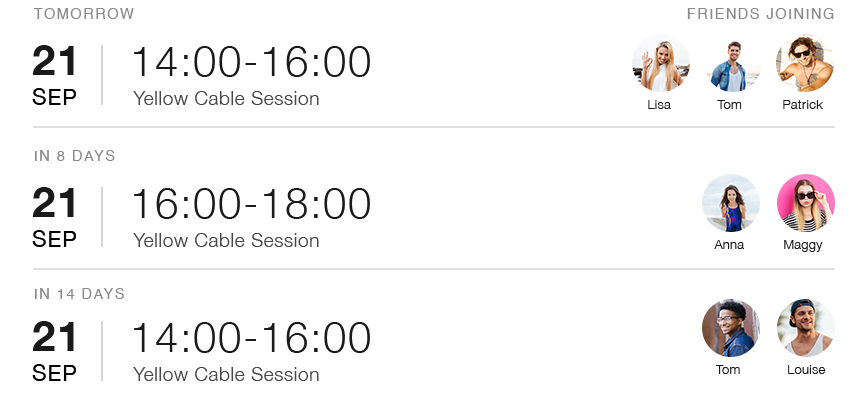 TOMORROW
FRIENDS JOINING
21
SEP
14:00-16:00
Yellow Cable Session
Lisa
Tom
Patrick
IN 8 DAYS
21
SEP
16:00-18:00
Yellow Cable Session
Anna
Maggy
IN 14 DAYS
21
SEP
14:00-16:00
Yellow Cable Session
Tom
Louise